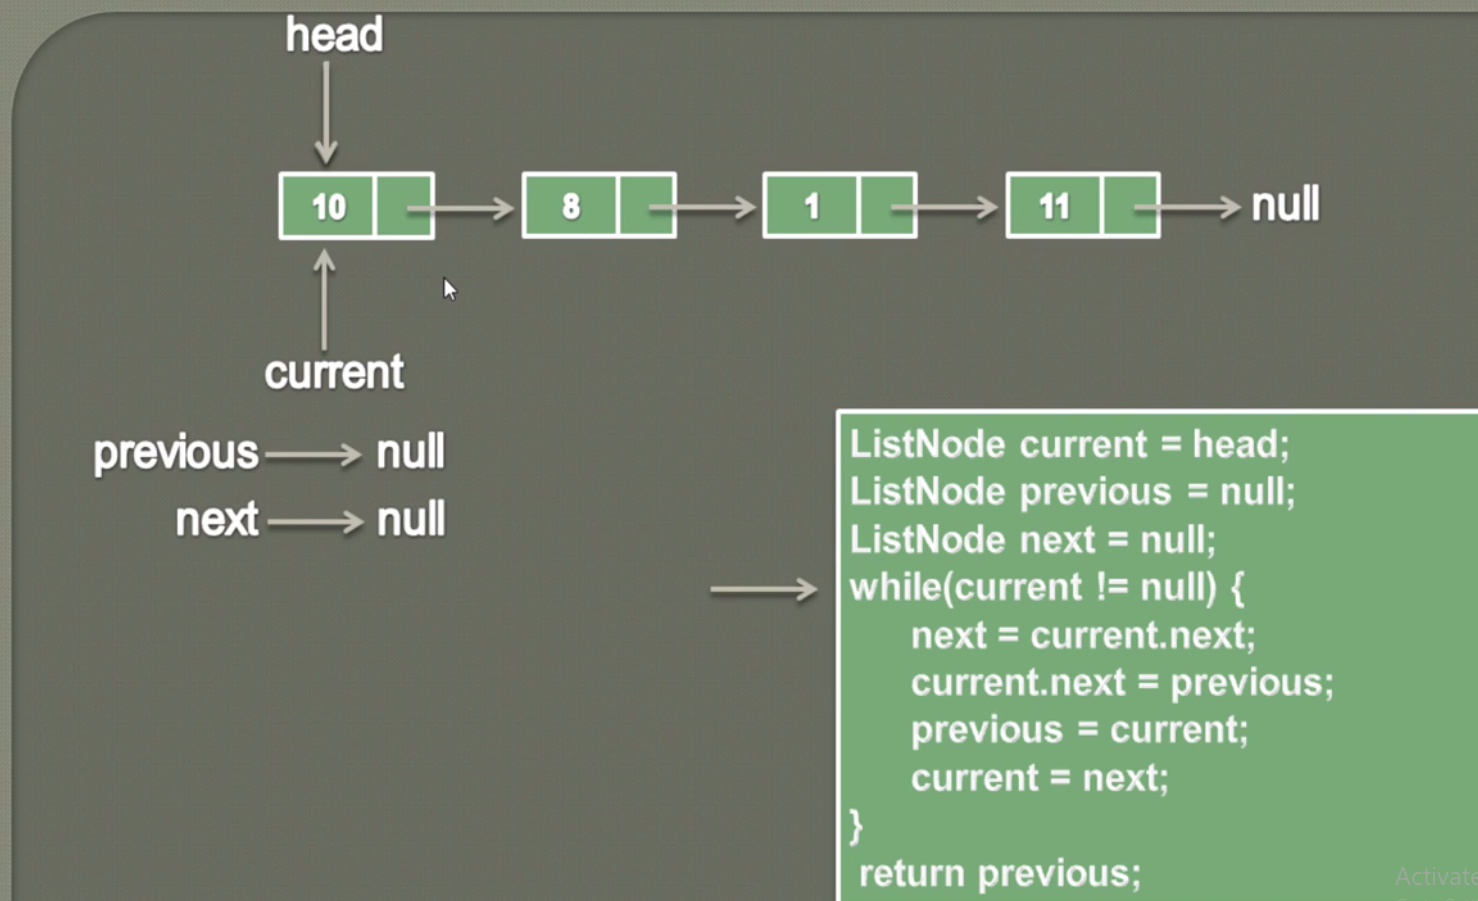 head
10 8 1 11 null
current
previous null
next null
ListNode current = head;
ListNode previous = null;
ListNode next = null;
while(current != null) {
next = current.next;
current.next = previous;
previous = current;
current = next;
}
return previous;
Activate